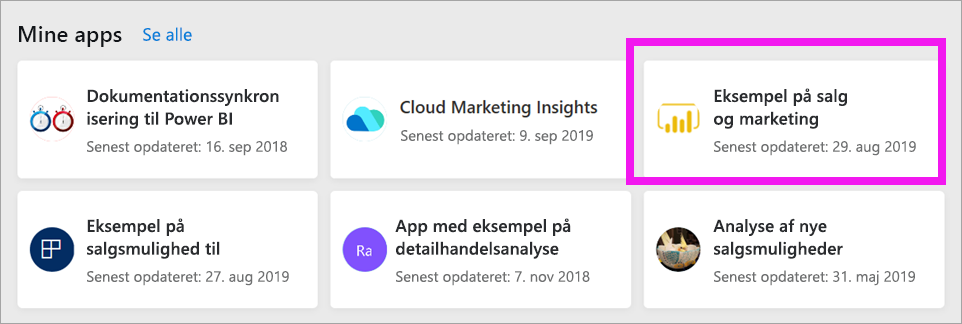 Mine apps Se alle
Dokumentationssynkron
isering til Power BI
Senest opdateret: 16. sep 2018
Cloud Marketing Insights
Senest opdateret: 9. sep 2019
Eksempel på salg
og marketing
Senest opdateret: 29. aug 2019
Eksempel på
salgsmulighed til
Senest opdateret: 27. aug 2019
Ra
App med eksempel på
detailhandelsanalyse
Senest opdateret: 7. nov 2018
Analyse af nye
salgsmuligheder
Senest opdateret: 31. maj 2019